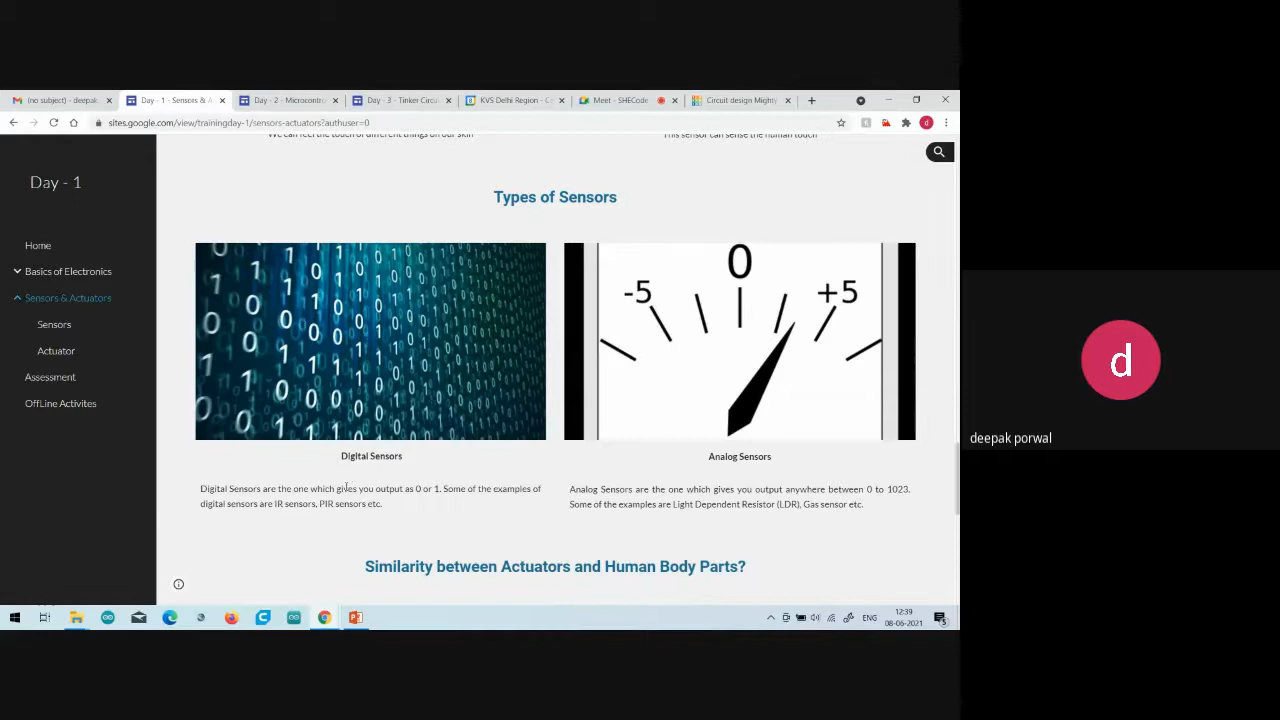 (no subject) - deepak
Day - 1 - Sensors & A
Day - 2 - Microcontro
Day - 3 - Tinker Circu
KVS Delhi Region - C
Meet - SHECode
Circuit design Mighty
sites.google.com/view/trainingday-1/sensors-actuators?authuser=0
We can feel the touch of different things on our skin
This sensor can sense the human touch
Day - 1
Home
Basics of Electronics
Sensors & Actuators
Sensors
Actuator
Assessment
OffLine Activites
Types of Sensors
-5
0
+5
Digital Sensors
Analog Sensors
Digital Sensors are the one which gives you output as 0 or 1. Some of the examples of
digital sensors are IR sensors, PIR sensors etc.
Analog Sensors are the one which gives you output anywhere between 0 to 1023.
Some of the examples are Light Dependent Resistor (LDR), Gas sensor etc.
Similarity between Actuators and Human Body Parts?
d
deepak porwal
ENG
12:39
08-06-2021